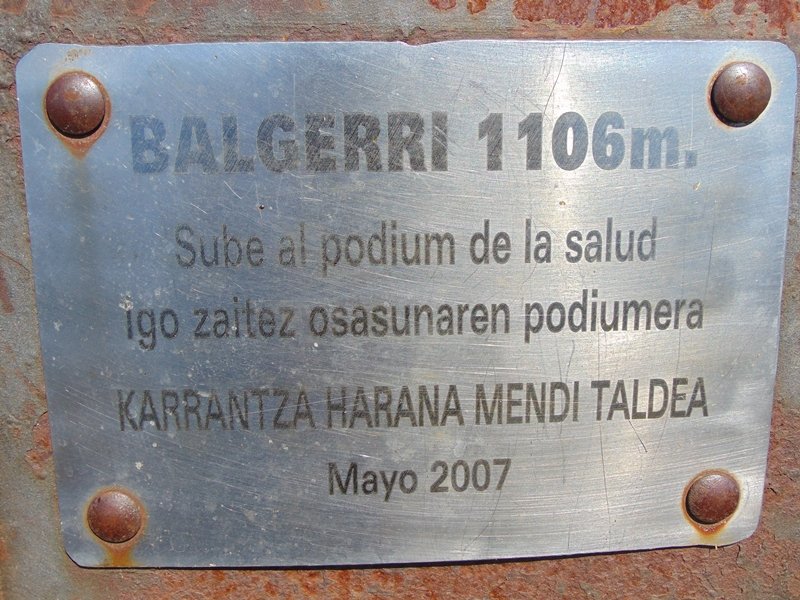 BALGERRI 1106m.
Sube al podium de la salud
Igo zaitez osasunaren podiumera
KARRANTZA HARANA MENDI TALDEA
Mayo 2007